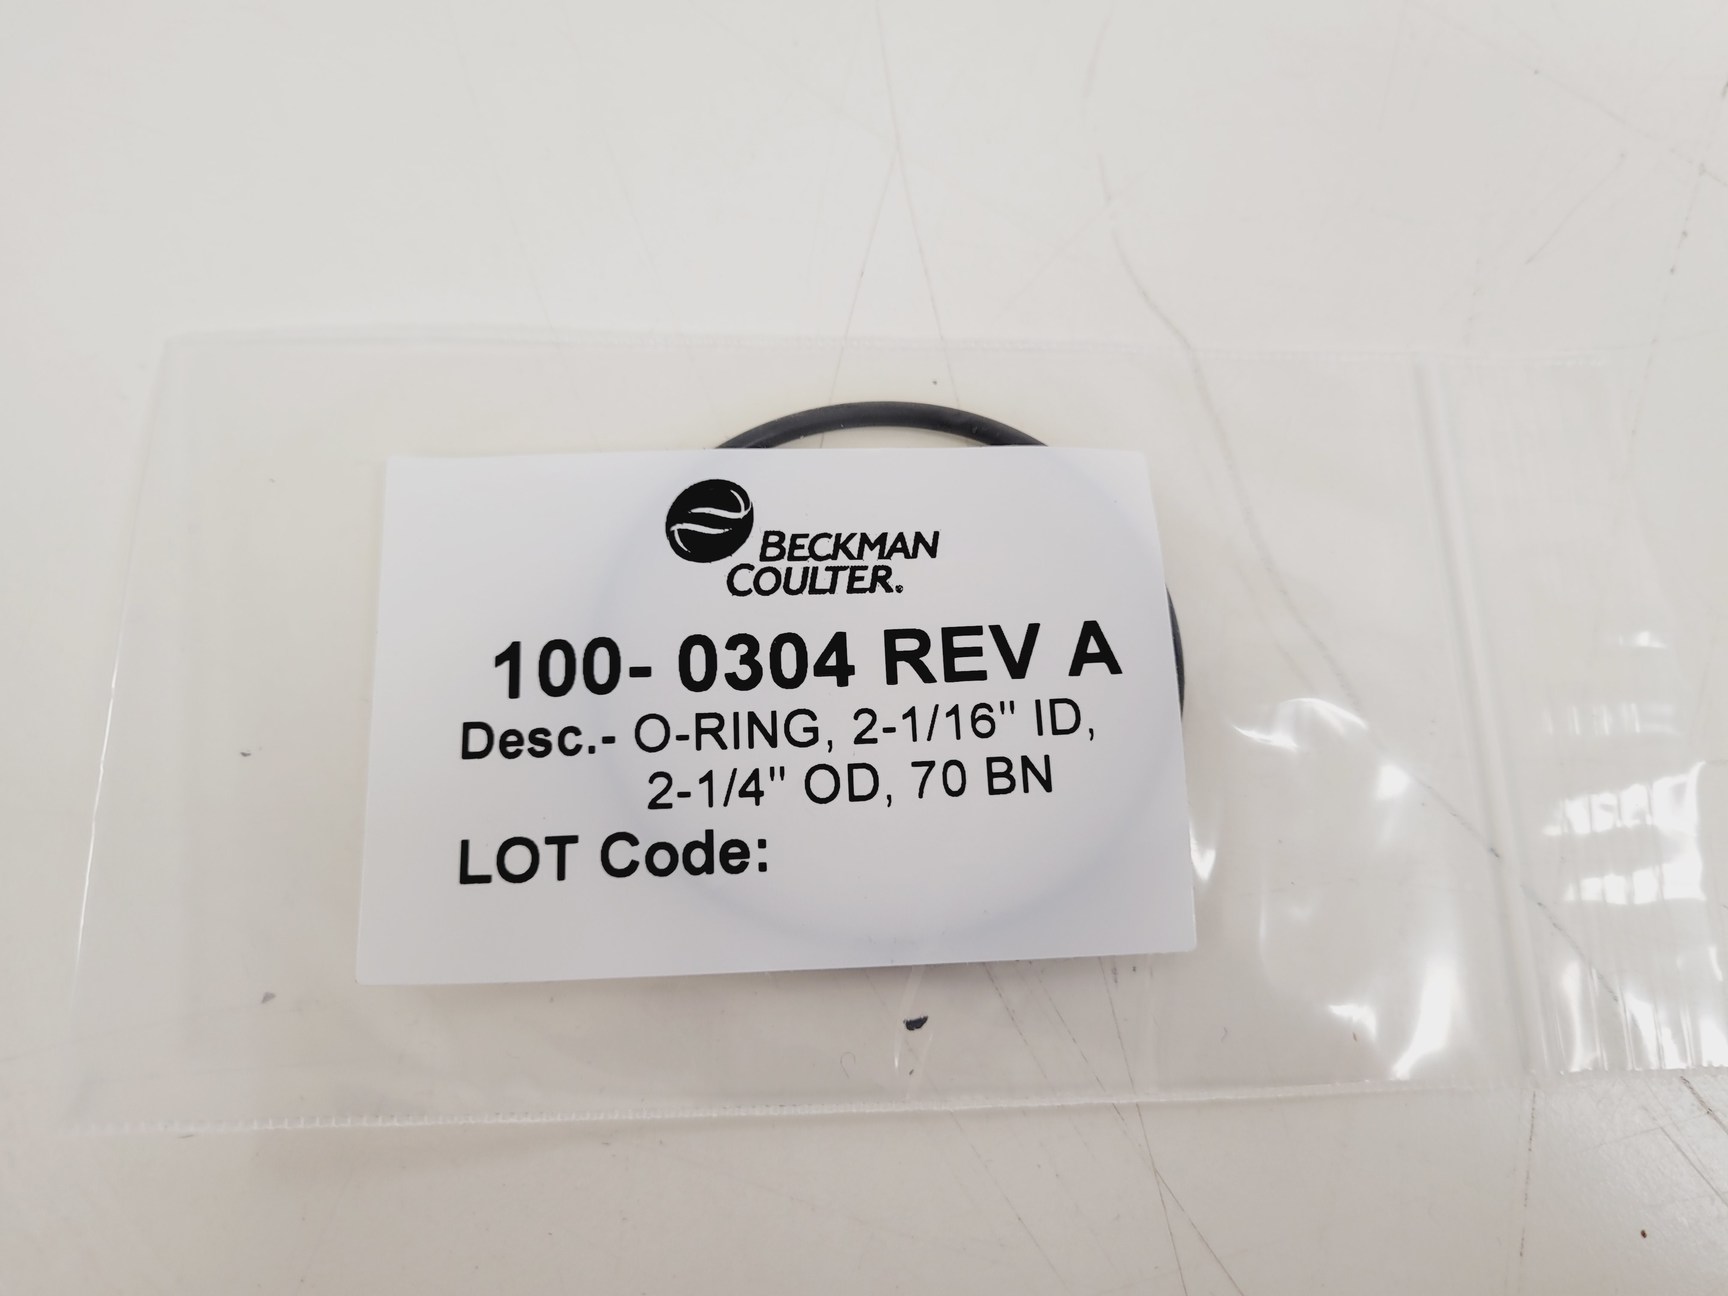 BECKMAN
COULTER®
100- 0304 REV A
Desc.- O-RING, 2-1/16" ID,
2-1/4" OD, 70 BN
LOT Code: